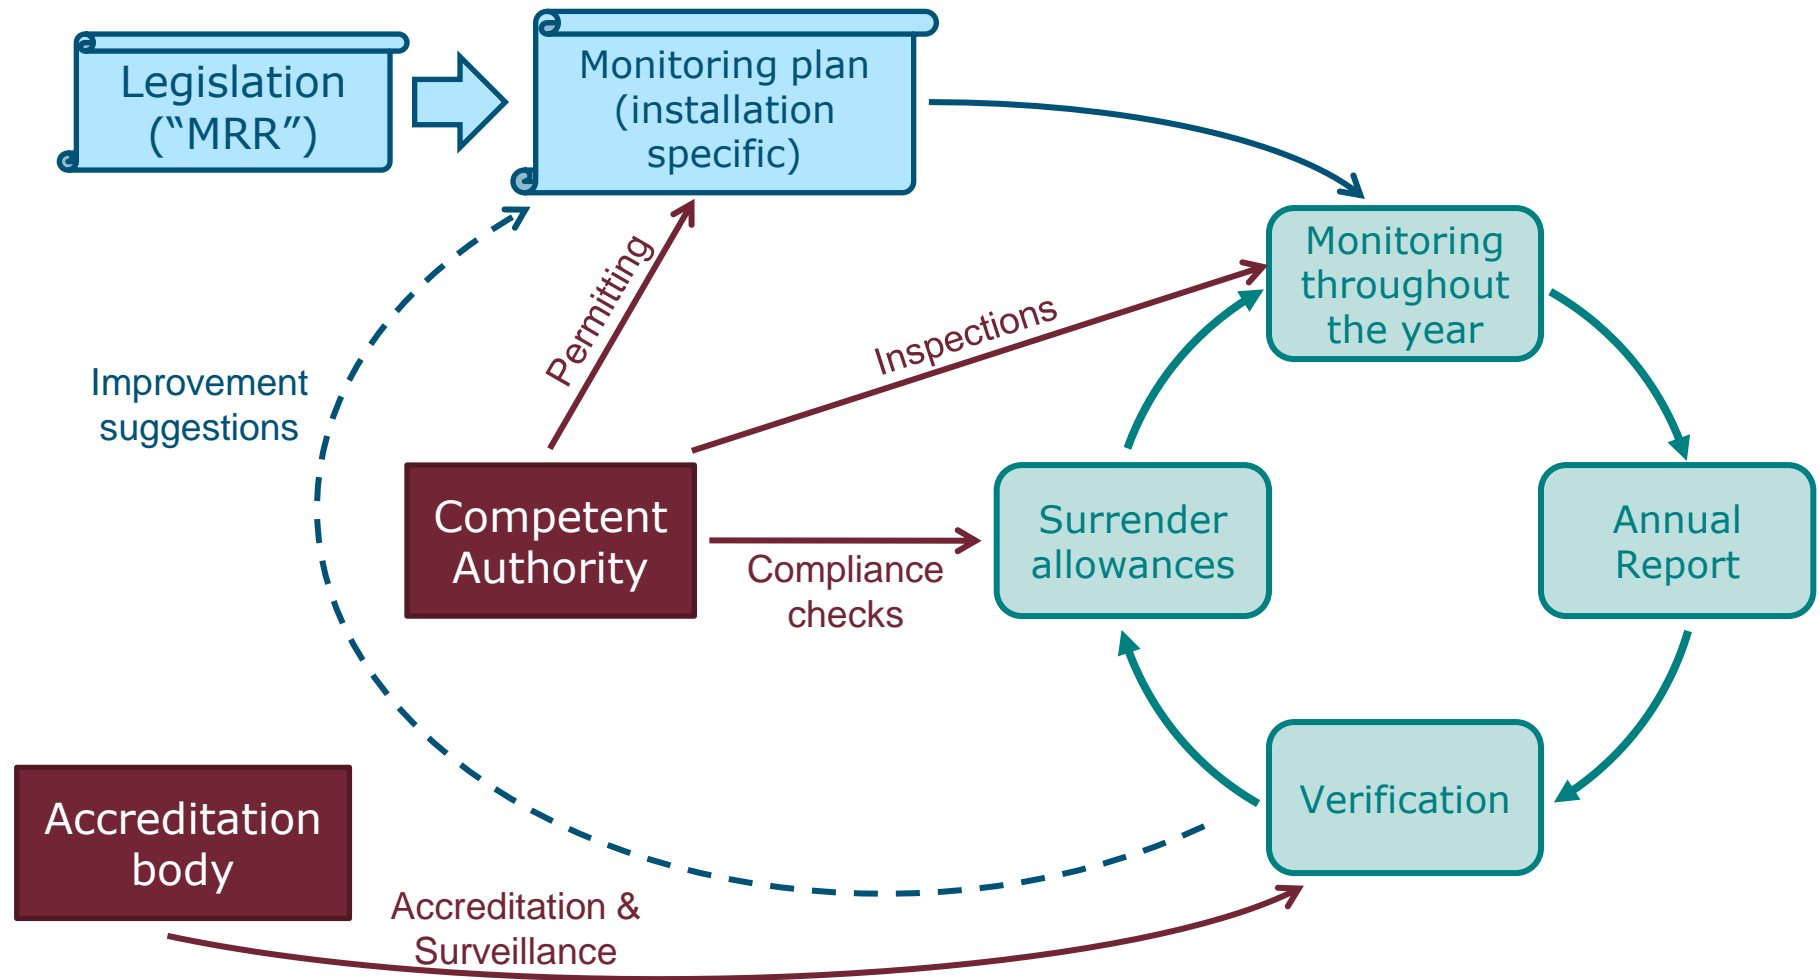 Legislation
(“MRR”)
Monitoring plan
(installation
specific)
Monitoring
throughout
the year
Permitting
Inspections
Improvement
suggestions
Competent
Authority
Compliance
checks
Surrender
allowances
Annual
Report
Verification
Accreditation
body
Accreditation &
Surveillance